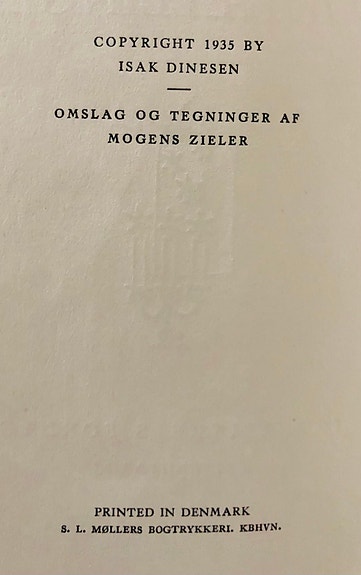 COPYRIGHT 1935 BY
ISAK DINESEN
OMSLAG OG TEGNINGER AF
MOGENS ZIELER
PRINTED IN DENMARK
S. L. MØLLERS BOGTRYKKERI. KBHVN.